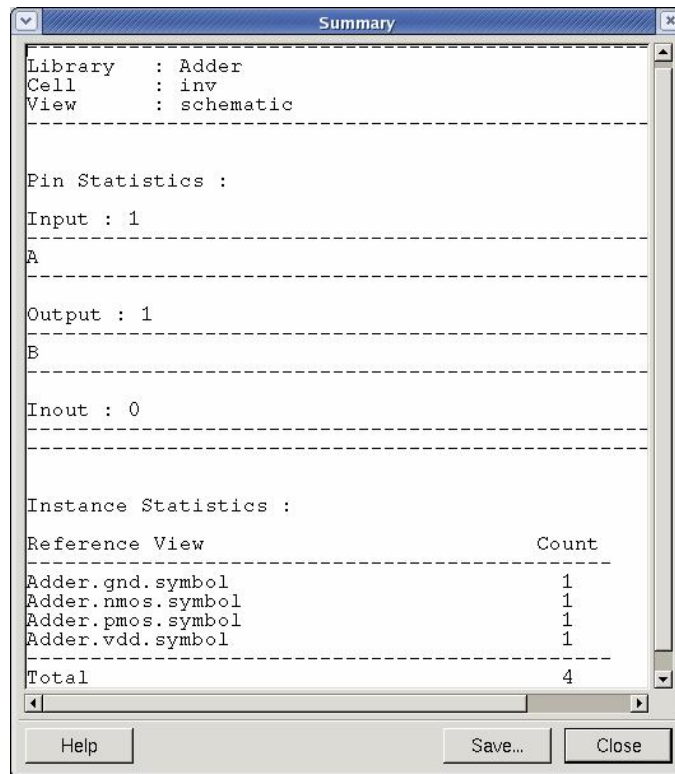 Summary
Library : Adder
Cell : inv
View : schematic
Pin Statistics :
Input : 1
A
Output : 1
B
Inout : 0
Instance Statistics :
Reference View Count
Adder.gnd.symbol 1
Adder.nmos.symbol 1
Adder.pmos.symbol 1
Adder.vdd.symbol 1
Total 4
Help Save... Close